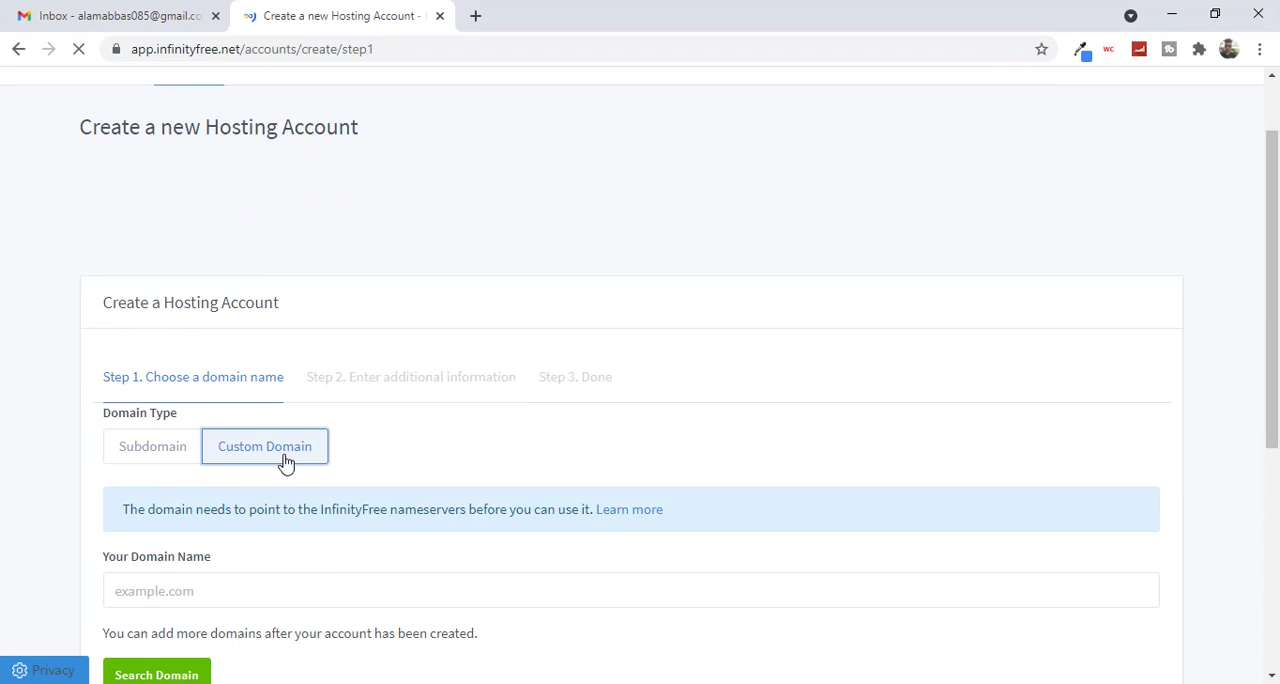 Inbox - alamabbas085@gmail.co
Create a new Hosting Account -
app.infinityfree.net/accounts/create/step1
WC
Create a new Hosting Account
Create a Hosting Account
Step 1. Choose a domain name Step 2. Enter additional information Step 3. Done
Domain Type
Subdomain Custom Domain
The domain needs to point to the InfinityFree nameservers before you can use it. Learn more
Your Domain Name
example.com
You can add more domains after your account has been created.
Search Domain
Privacy